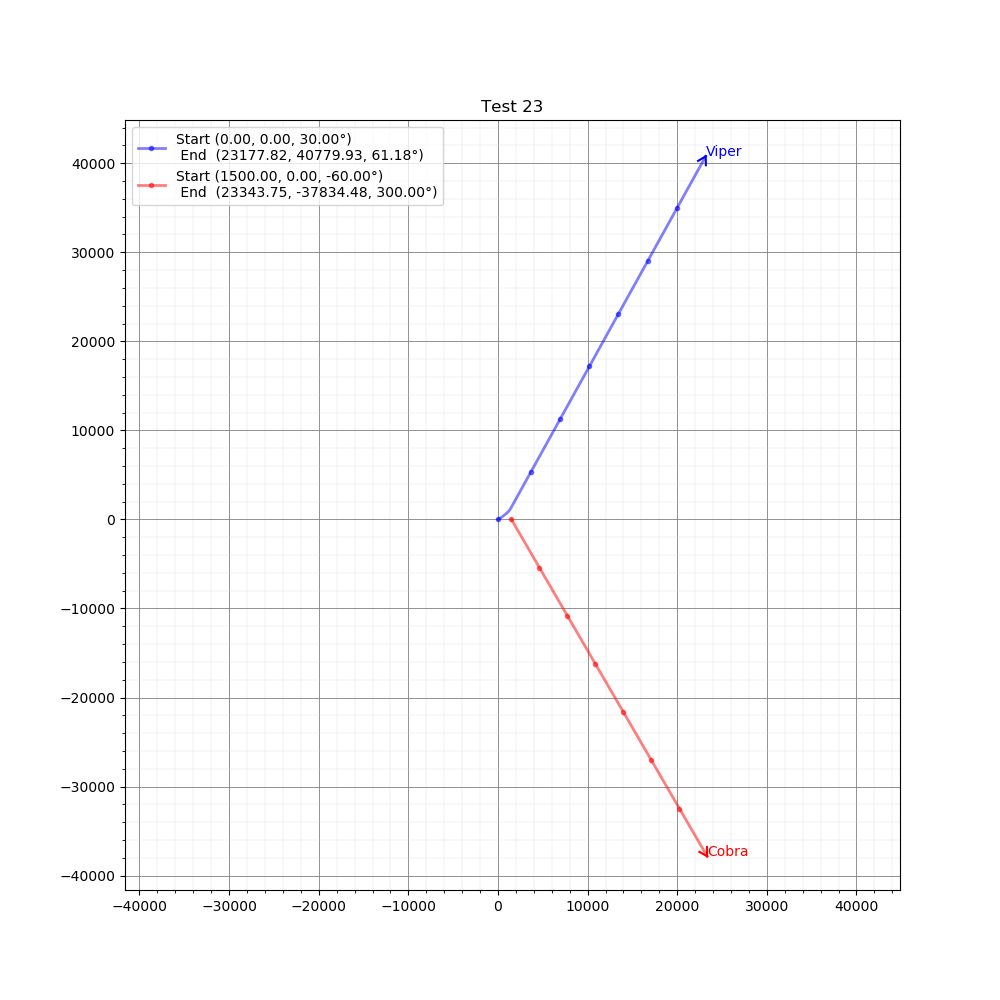 Test 23
Start (0.00, 0.00, 30.00°)
End (23177.82, 40779.93, 61.18°)
Start (1500.00, 0.00, -60.00°)
End (23343.75, -37834.48, 300.00°)
Viper
Cobra
40000
30000
20000
10000
0
−10000
−20000
−30000
−40000
−40000 −30000 −20000 −10000 0 10000 20000 30000 40000